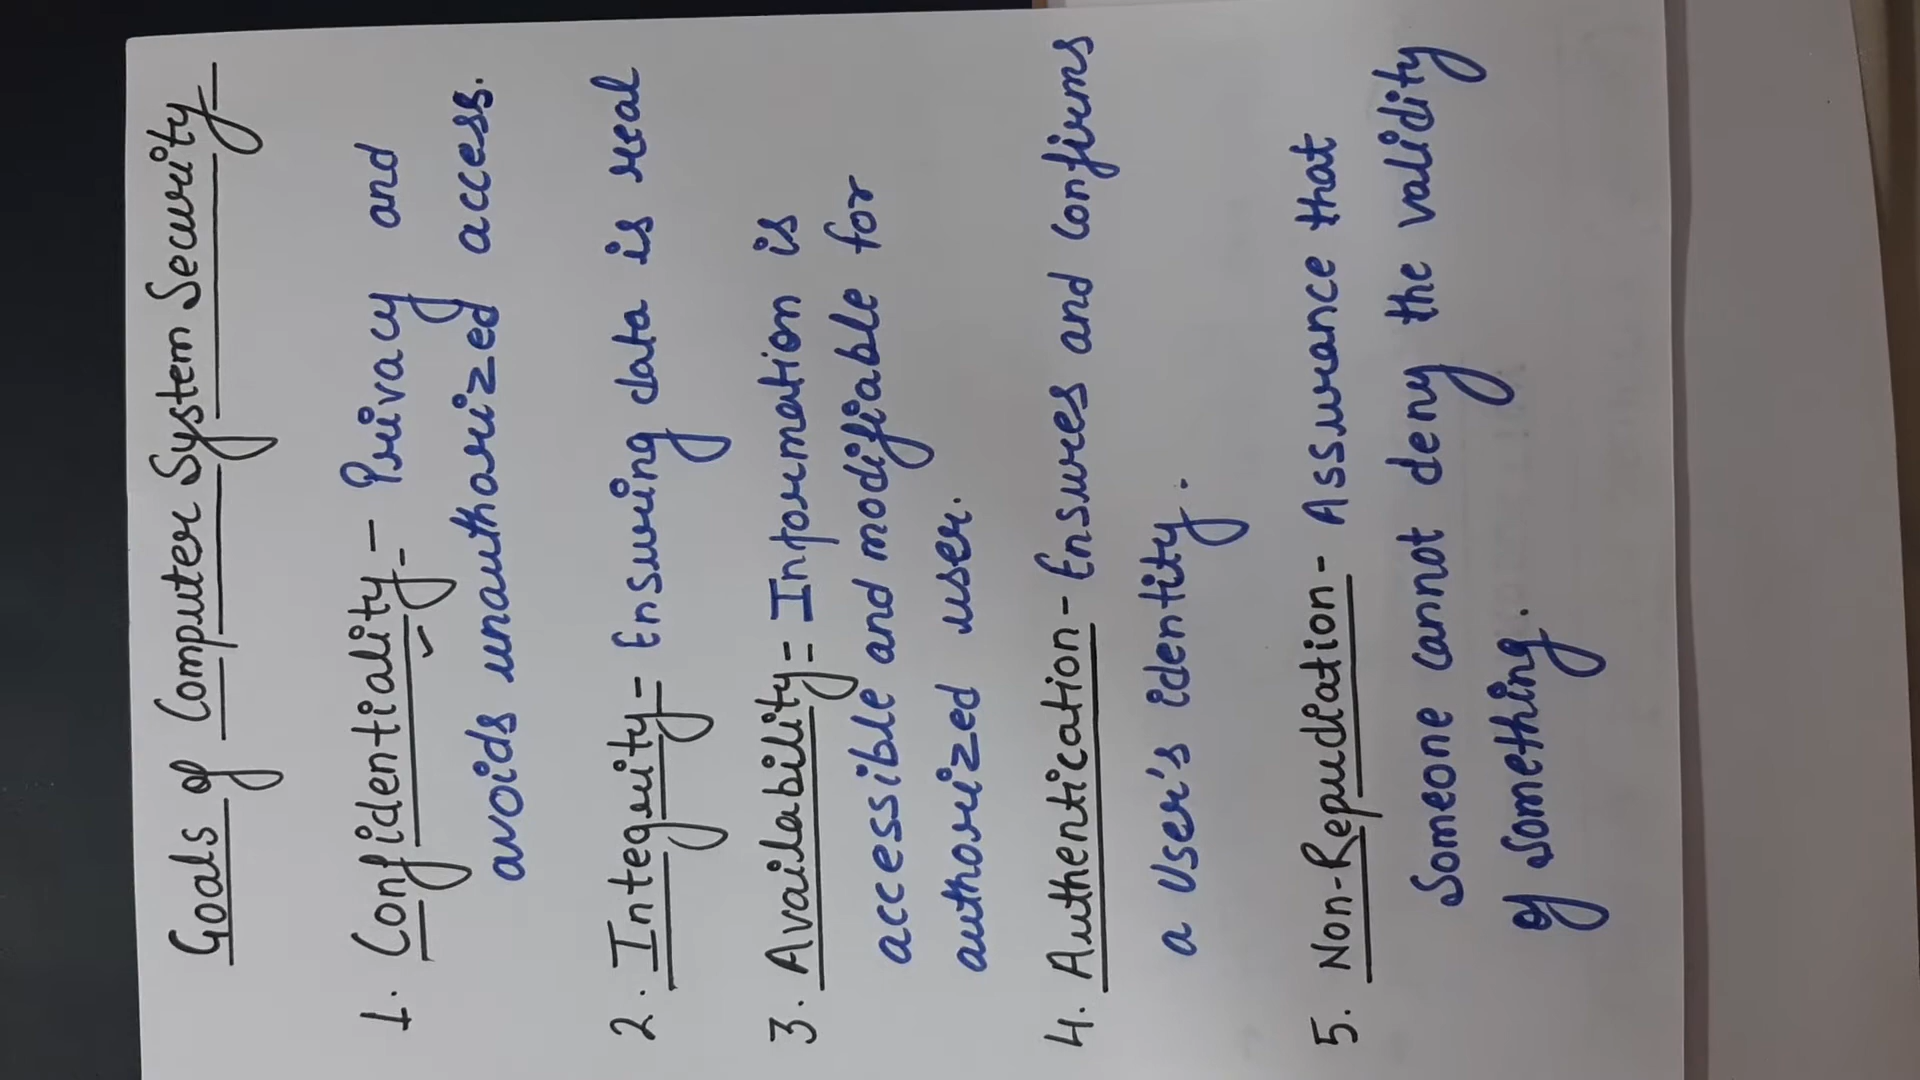 Goals of Computer System Security
1. Confidentiality - Privacy and
avoids unauthorized access.
2. Integrity = Ensuring data is real
3. Availability = Information is
accessible and modifiable for
authorized user.
4. Authentication - Ensures and confirms
a user's identity.
5. Non-Repudiation - Assurance that
someone cannot deny the validity
of something.